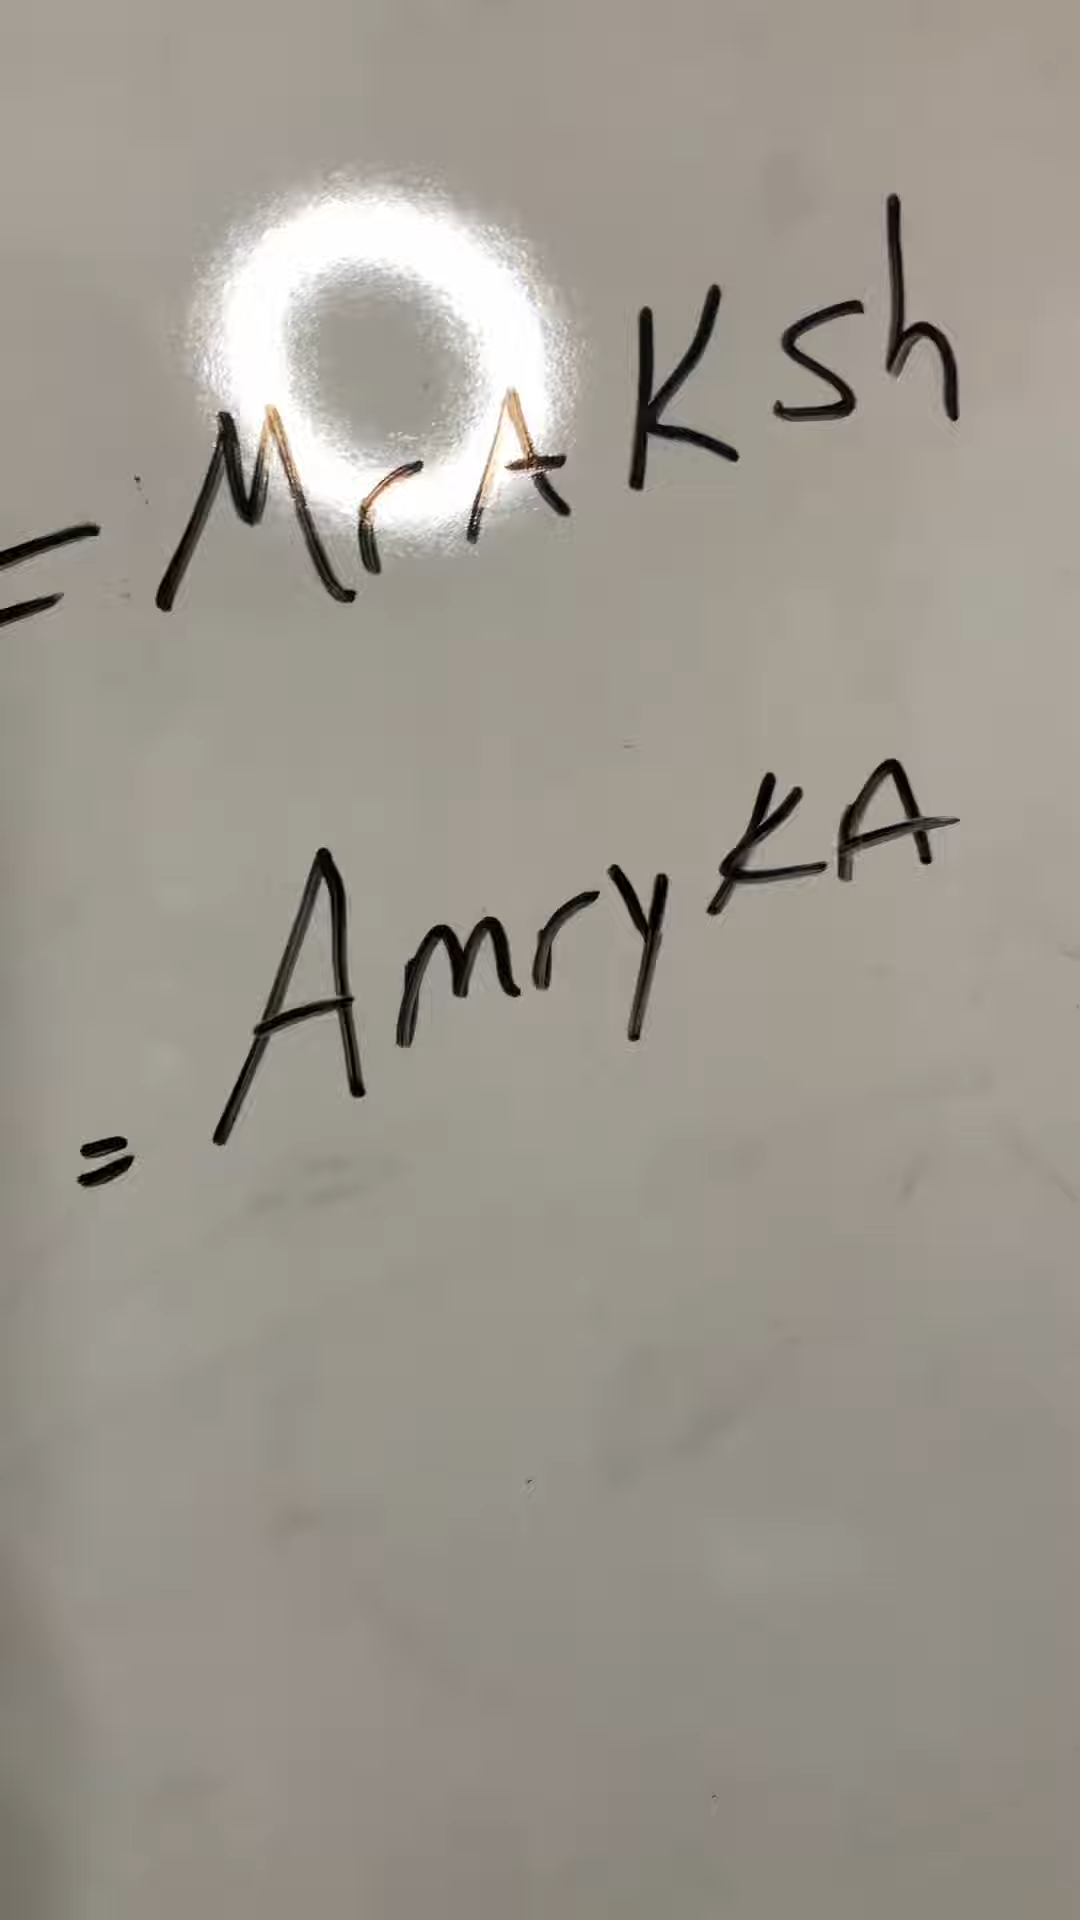 = MrAKsh
= AmryKA